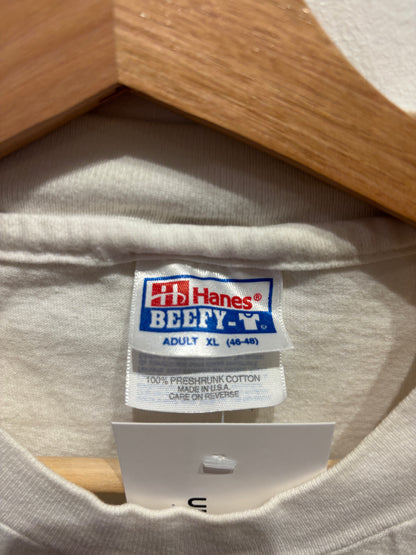 Hanes®
BEEFY-T®
ADULT XL (46-48)
100% PRESHRUNK COTTON
MADE IN U.S.A.
CARE ON REVERSE